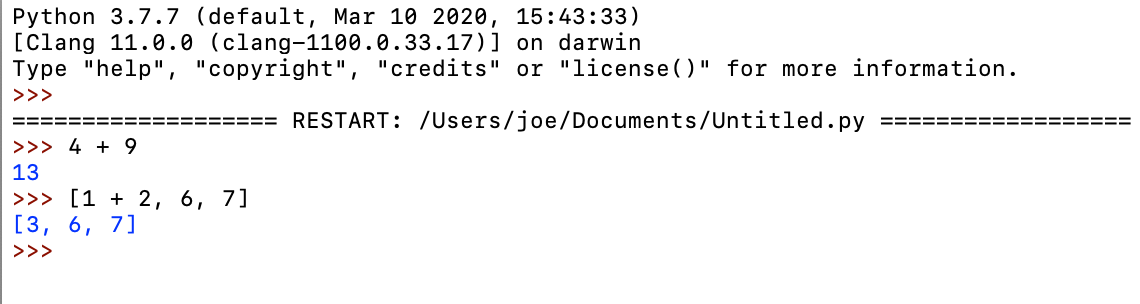 Python 3.7.7 (default, Mar 10 2020, 15:43:33)
[Clang 11.0.0 (clang-1100.0.33.17)] on darwin
Type "help", "copyright", "credits" or "license()" for more information.
>>>
=================== RESTART: /Users/joe/Documents/Untitled.py ==================
>>> 4 + 9
13
>>> [1 + 2, 6, 7]
[3, 6, 7]
>>>